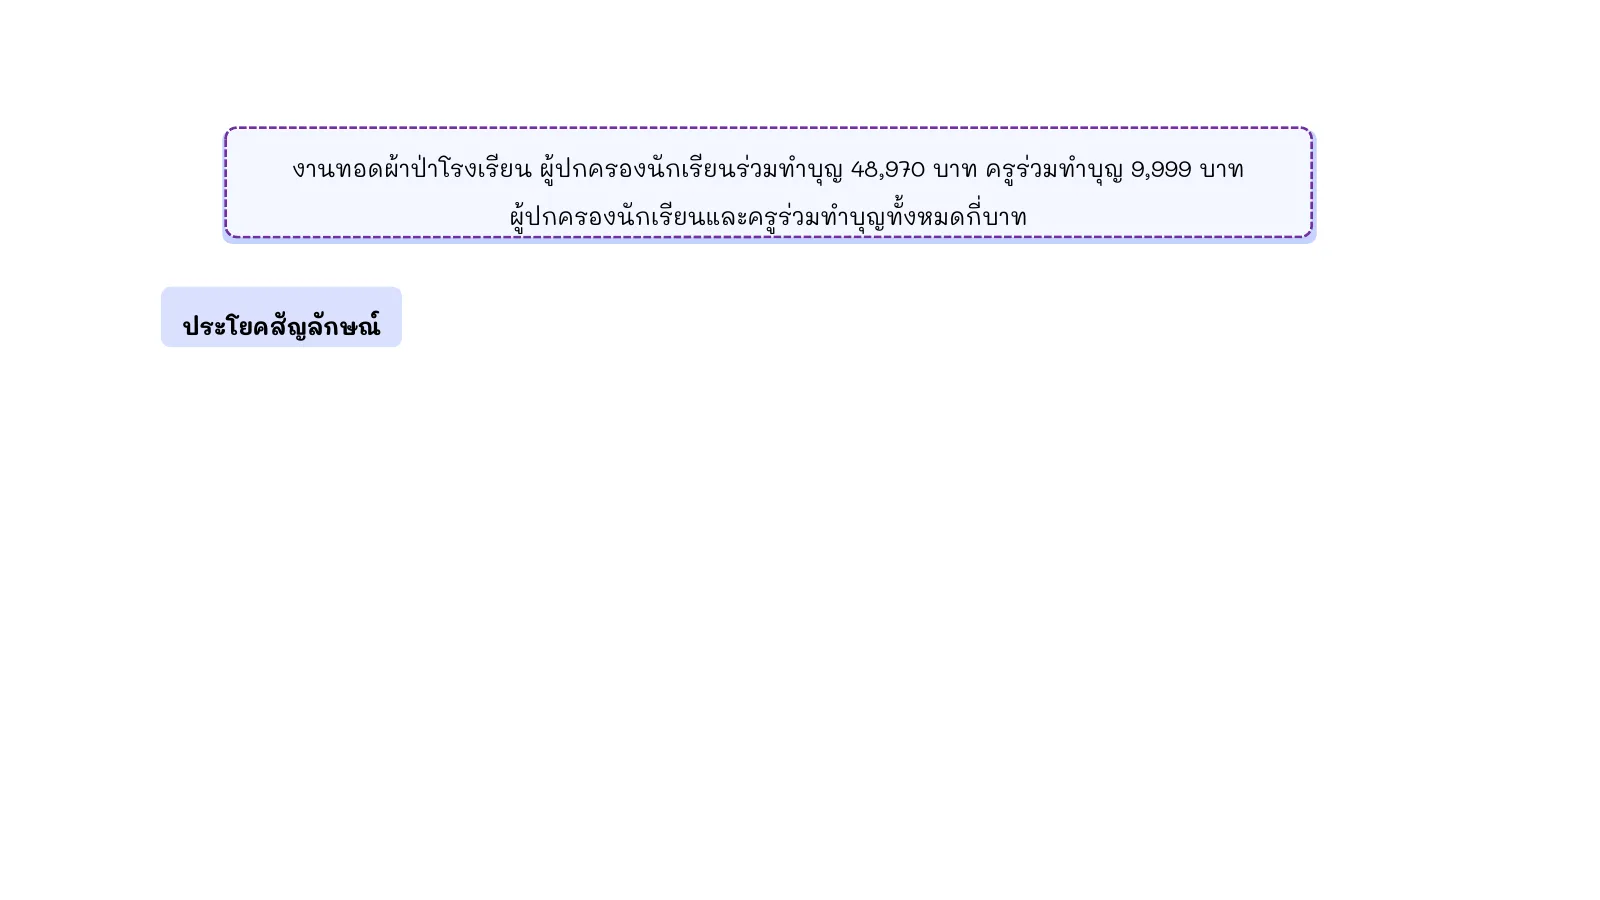 งานทอดผ้าป่าโรงเรียน ผู้ปกครองนักเรียนร่วมทำบุญ 48,970 บาท ครูร่วมทำบุญ 9,999 บาท
ผู้ปกครองนักเรียนและครูร่วมทำบุญทั้งหมดกี่บาท
ประโยคสัญลักษณ์